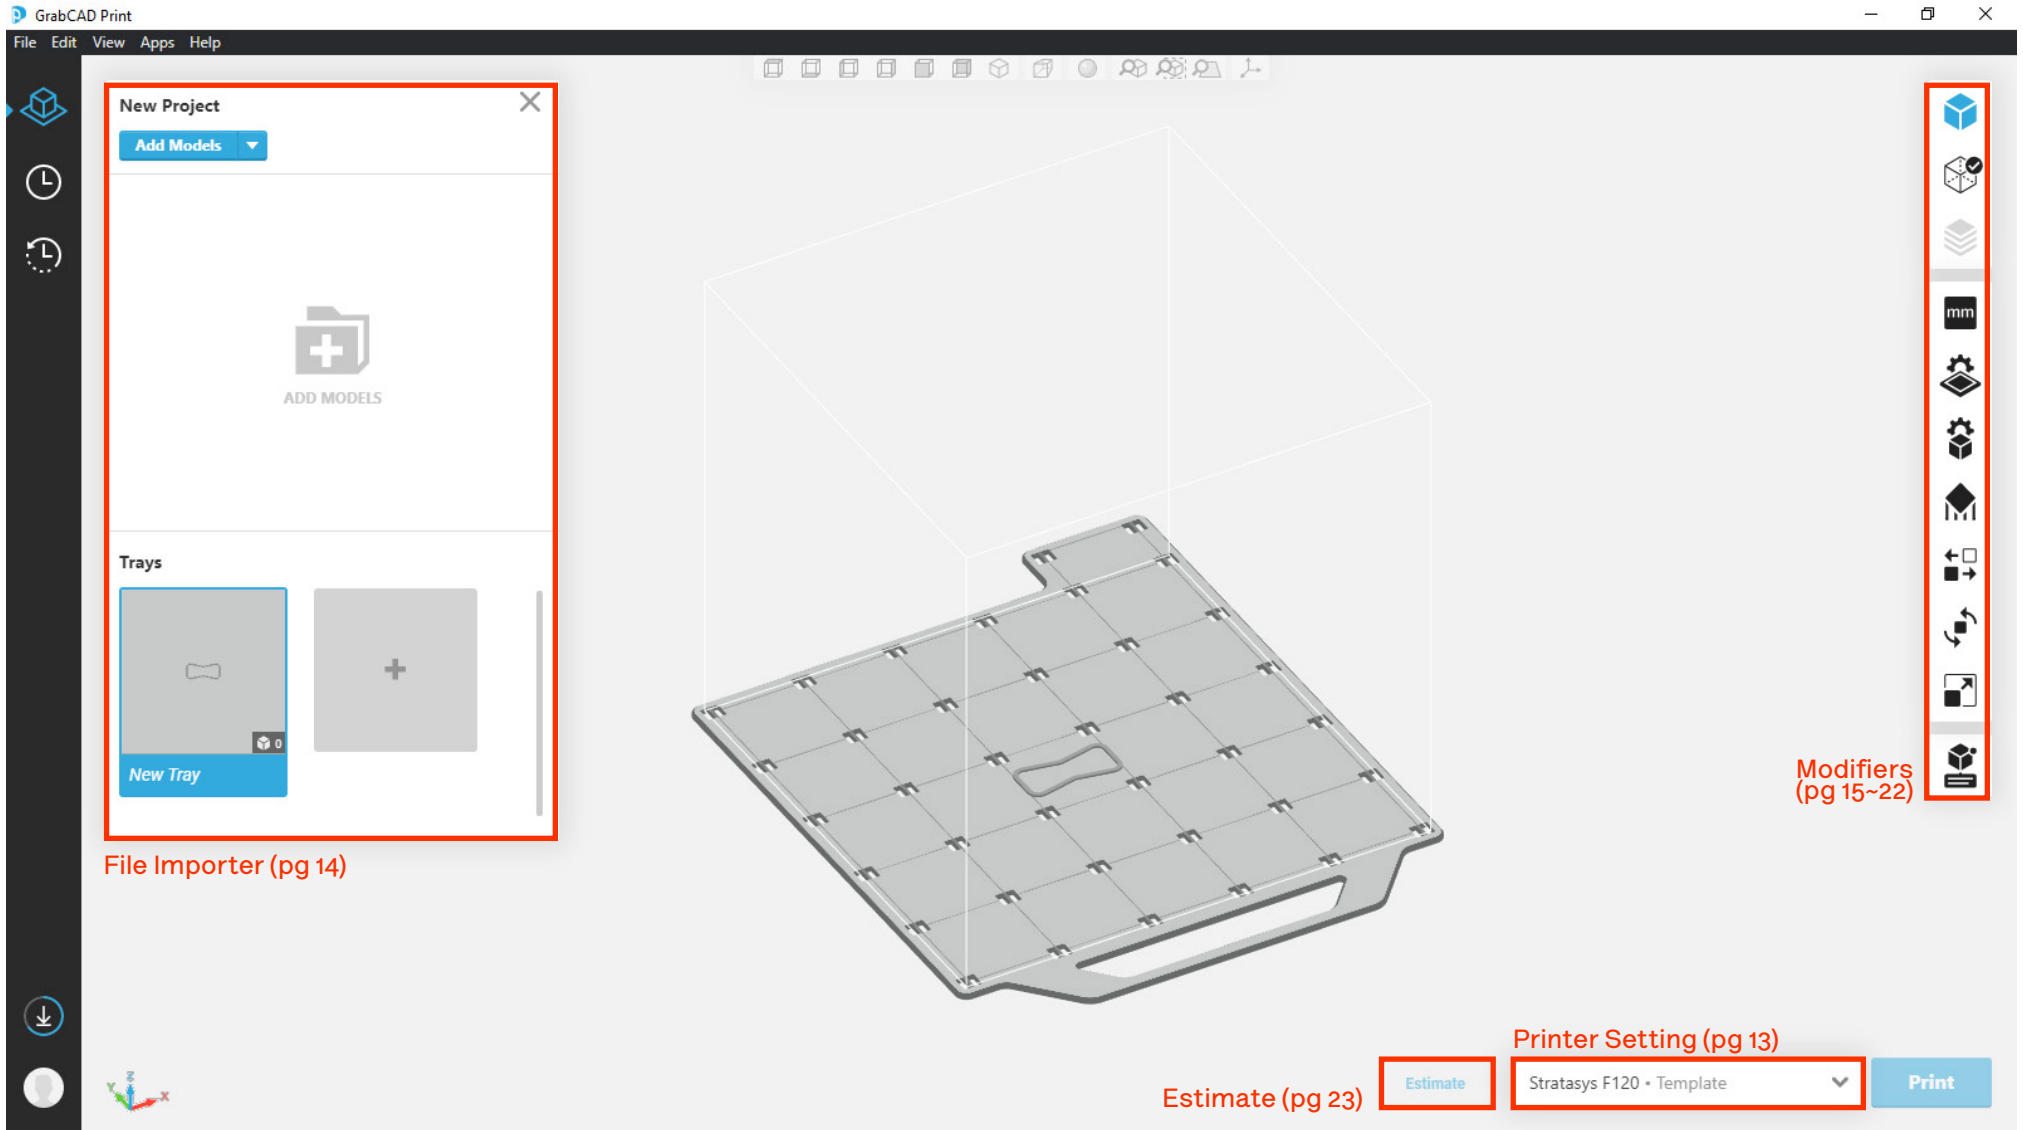 GrabCAD Print
File Edit View Apps Help
New Project
Add Models
ADD MODELS
Trays
0
New Tray
File Importer (pg 14)
mm
Modifiers
(pg 15~22)
Z
Y
X
Printer Setting (pg 13)
Estimate (pg 23)
Estimate
Stratasys F120 • Template
Print